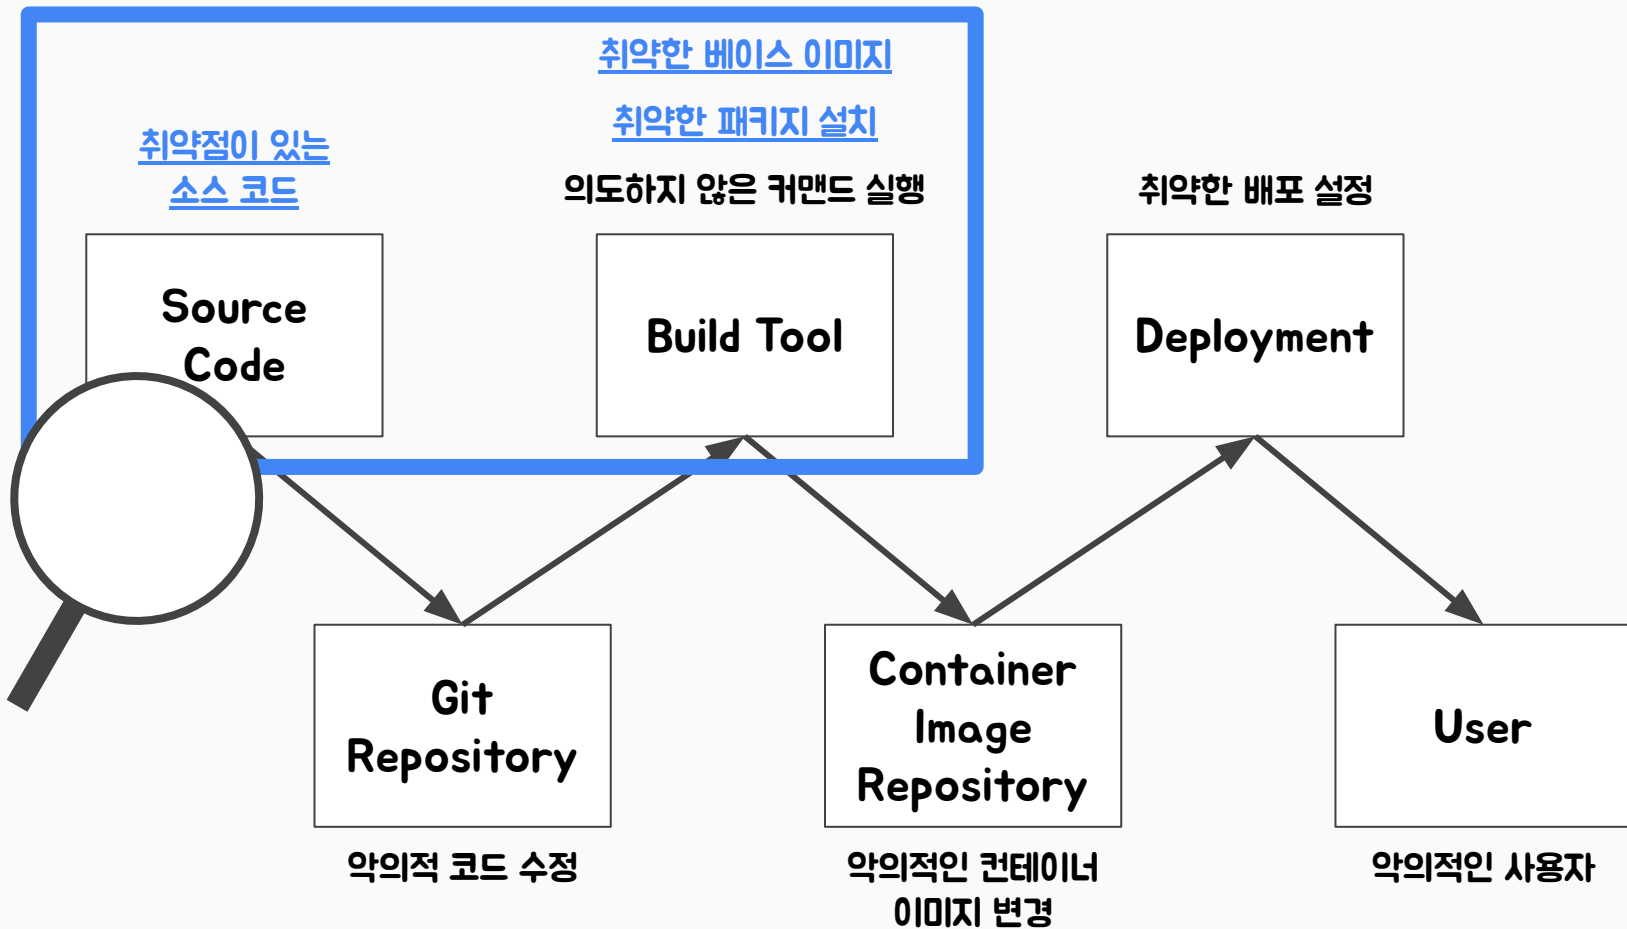 취약한 베이스 이미지
취약한 패키지 설치
취약점이 있는
소스 코드
의도하지 않은 커맨드 실행
취약한 배포 설정
Source
Code
Build Tool
Deployment
Git
Repository
Container
Image
Repository
User
악의적 코드 수정
악의적인 컨테이너
이미지 변경
악의적인 사용자